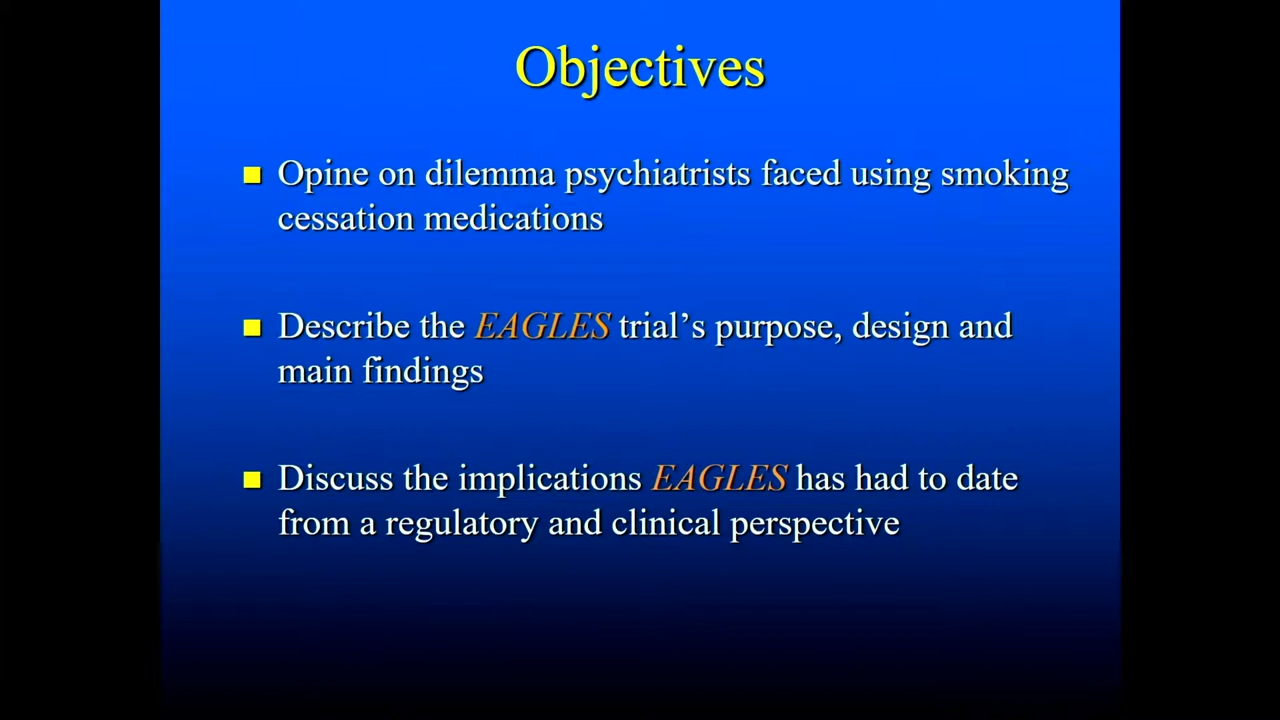 Objectives
Opine on dilemma psychiatrists faced using smoking
cessation medications
Describe the EAGLES trial’s purpose, design and
main findings
Discuss the implications EAGLES has had to date
from a regulatory and clinical perspective